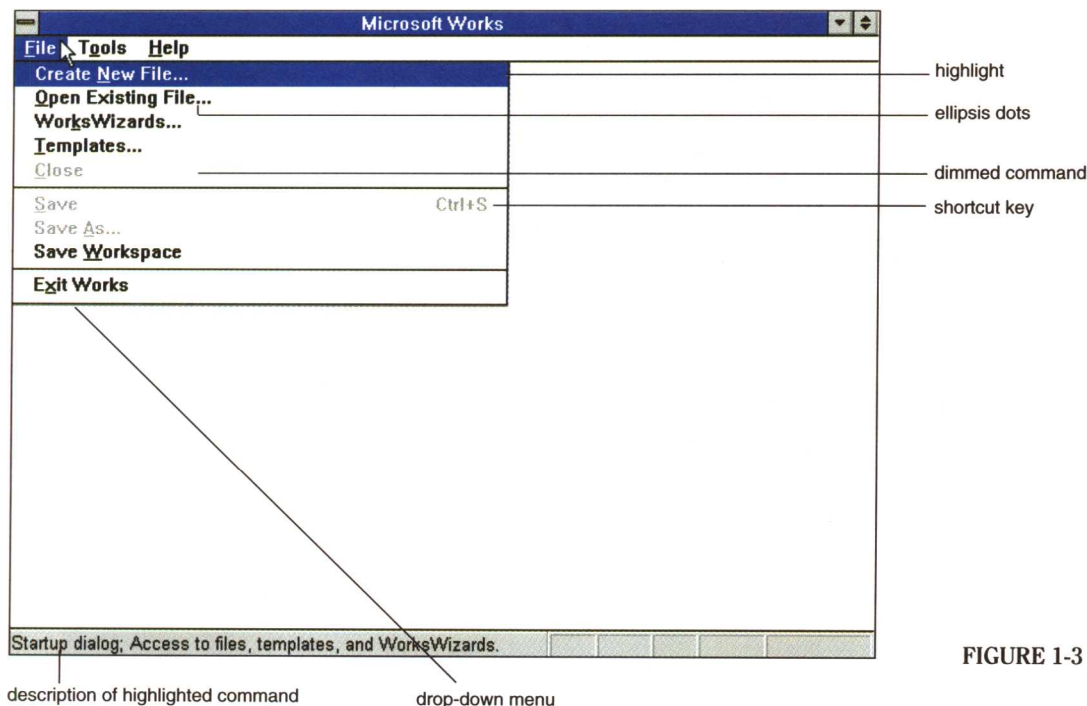 Microsoft Works
File Tools Help
Create New File...
Open Existing File...
WorksWizards...
Templates...
Close
Save Ctrl+S
Save As...
Save Workspace
Exit Works
highlight
ellipsis dots
dimmed command
shortcut key
Startup dialog; Access to files, templates, and WorksWizards.
FIGURE 1-3
description of highlighted command
drop-down menu